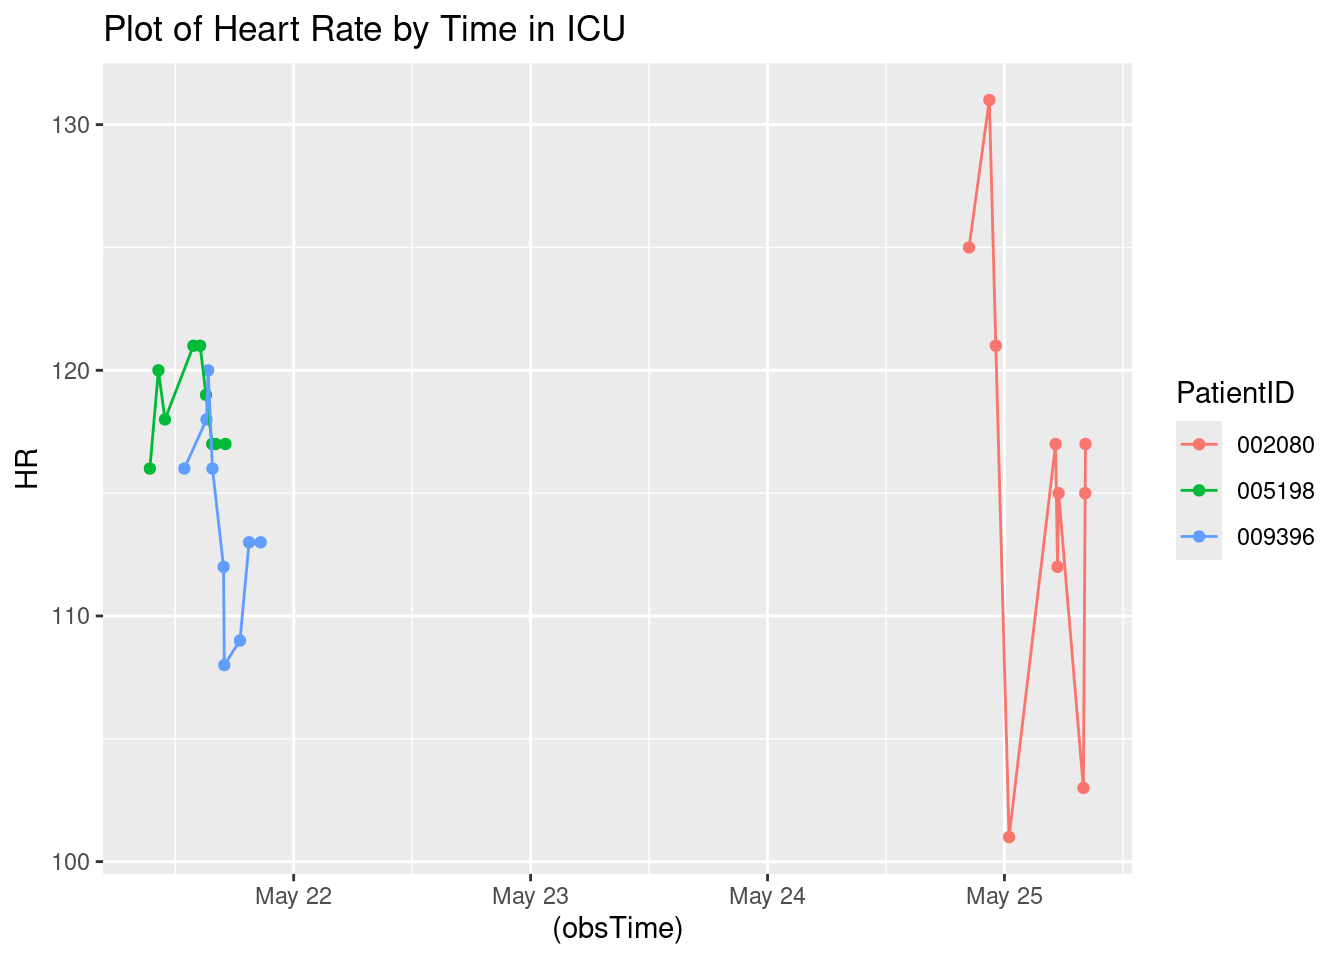 Plot of Heart Rate by Time in ICU
130
120
110
100
HR
May 22
May 23
May 24
May 25
(obsTime)
PatientID
002080
005198
009396